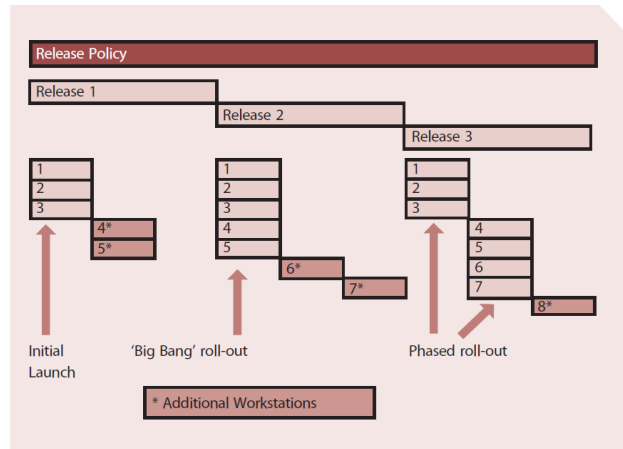 Release Policy
Release 1
Release 2
Release 3
1
2
3
4*
5*
1
2
3
4
5
6*
7*
1
2
3
4
5
6
7
8*
Initial
Launch
'Big Bang' roll-out
Phased roll-out
* Additional Workstations